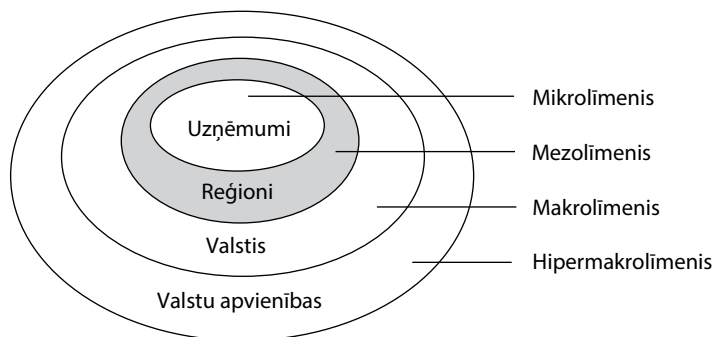 Uzņēmumi
Reģioni
Valstis
Valstu apvienības
Mikrolīmenis
Mezolīmenis
Makrolīmenis
Hipermakrolīmenis